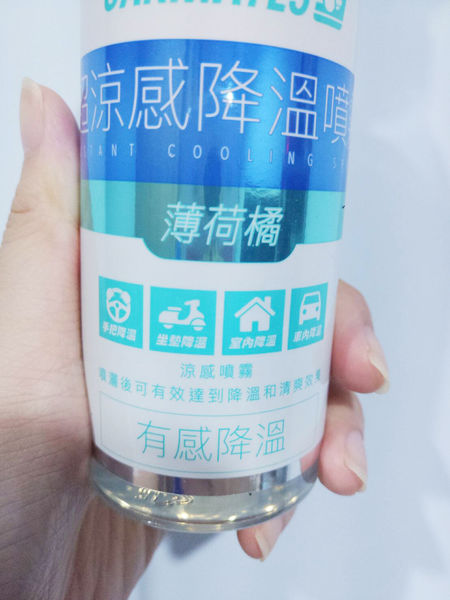 超涼感降溫噴
INSTANT COOLING S
薄荷橘
手把降溫 坐墊降溫 室內降溫 車內降溫
涼感噴霧
噴灑後可有效達到降溫和清爽效果
有感降溫